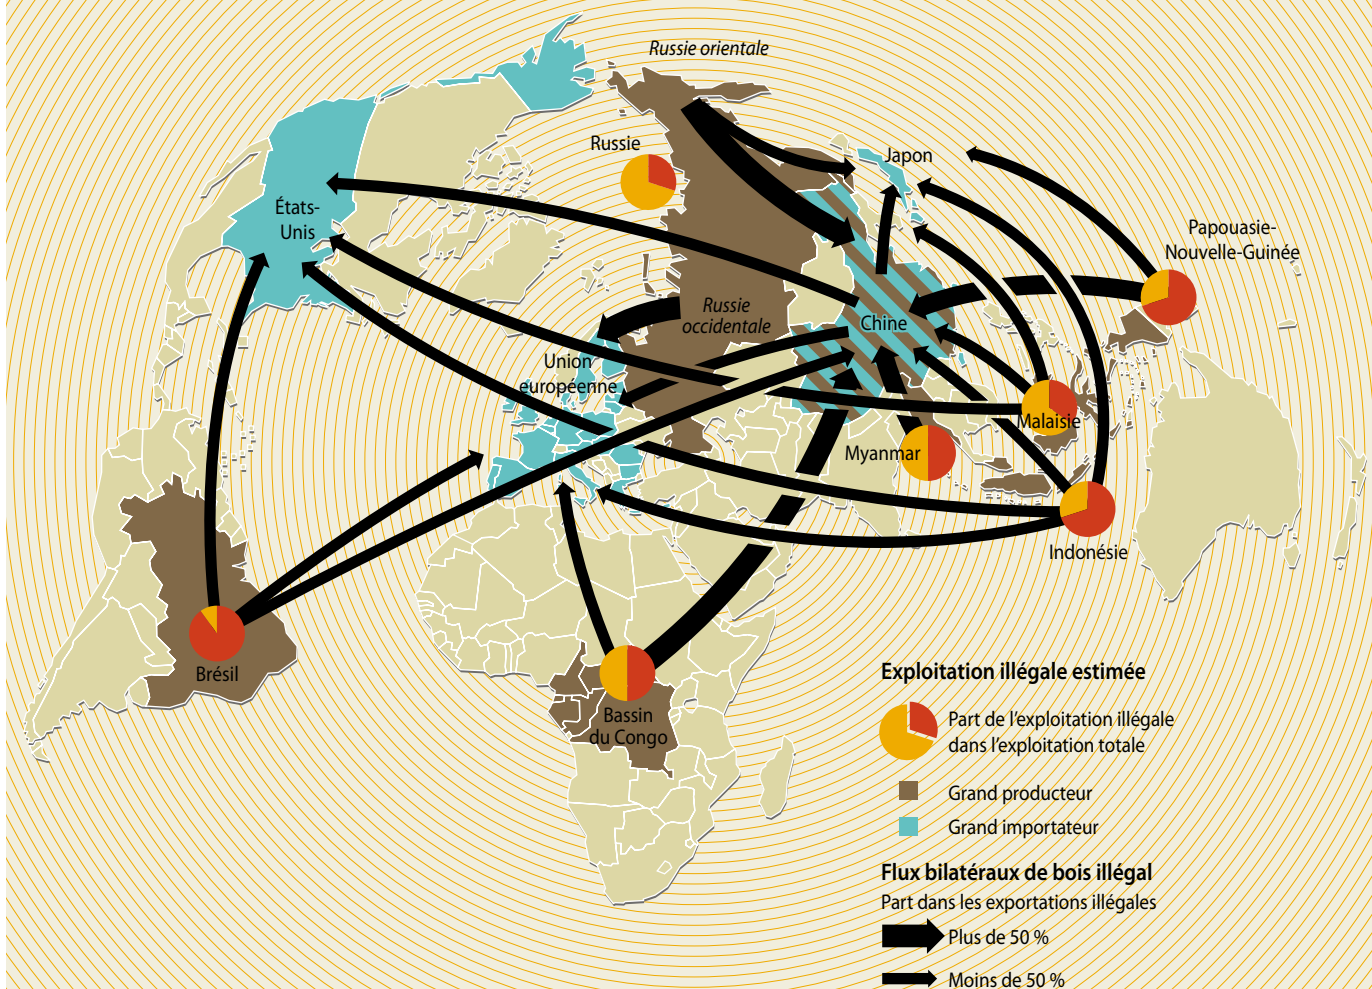 Russie orientale
Russie
Japon
États-
Unis
Papouasie-
Nouvelle-Guinée
Russie
occidentale
Chine
Union
européenne
Malaisie
Myanmar
Indonésie
Brésil
Bassin
du Congo
Exploitation illégale estimée
Part de l'exploitation illégale
dans l'exploitation totale
Grand producteur
Grand importateur
Flux bilatéraux de bois illégal
Part dans les exportations illégales
Plus de 50 %
Moins de 50 %